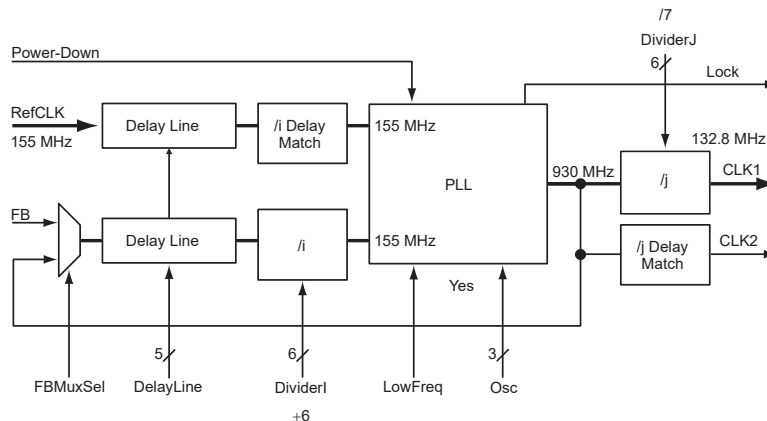 /7
DividerJ
Power-Down
6
Lock
RefCLK
155 MHz
Delay Line
/i Delay
Match
155 MHz
PLL
930 MHz
/j
132.8 MHz
CLK1
FB
Delay Line
/i
155 MHz
/j Delay
Match
CLK2
Yes
5
6
3
FBMuxSel
DelayLine
DividerI
LowFreq
Osc
+6